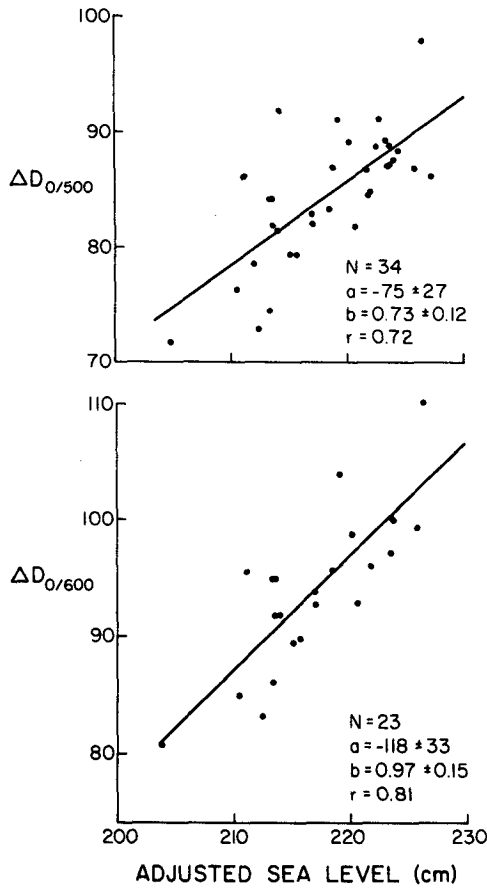 100
90
ΔD0/500
80
70
N = 34
a = -75 ±27
b = 0.73 ±0.12
r = 0.72
110
100
ΔD0/600
90
80
N = 23
a = -118 ±33
b = 0.97 ±0.15
r = 0.81
200 210 220 230
ADJUSTED SEA LEVEL (cm)